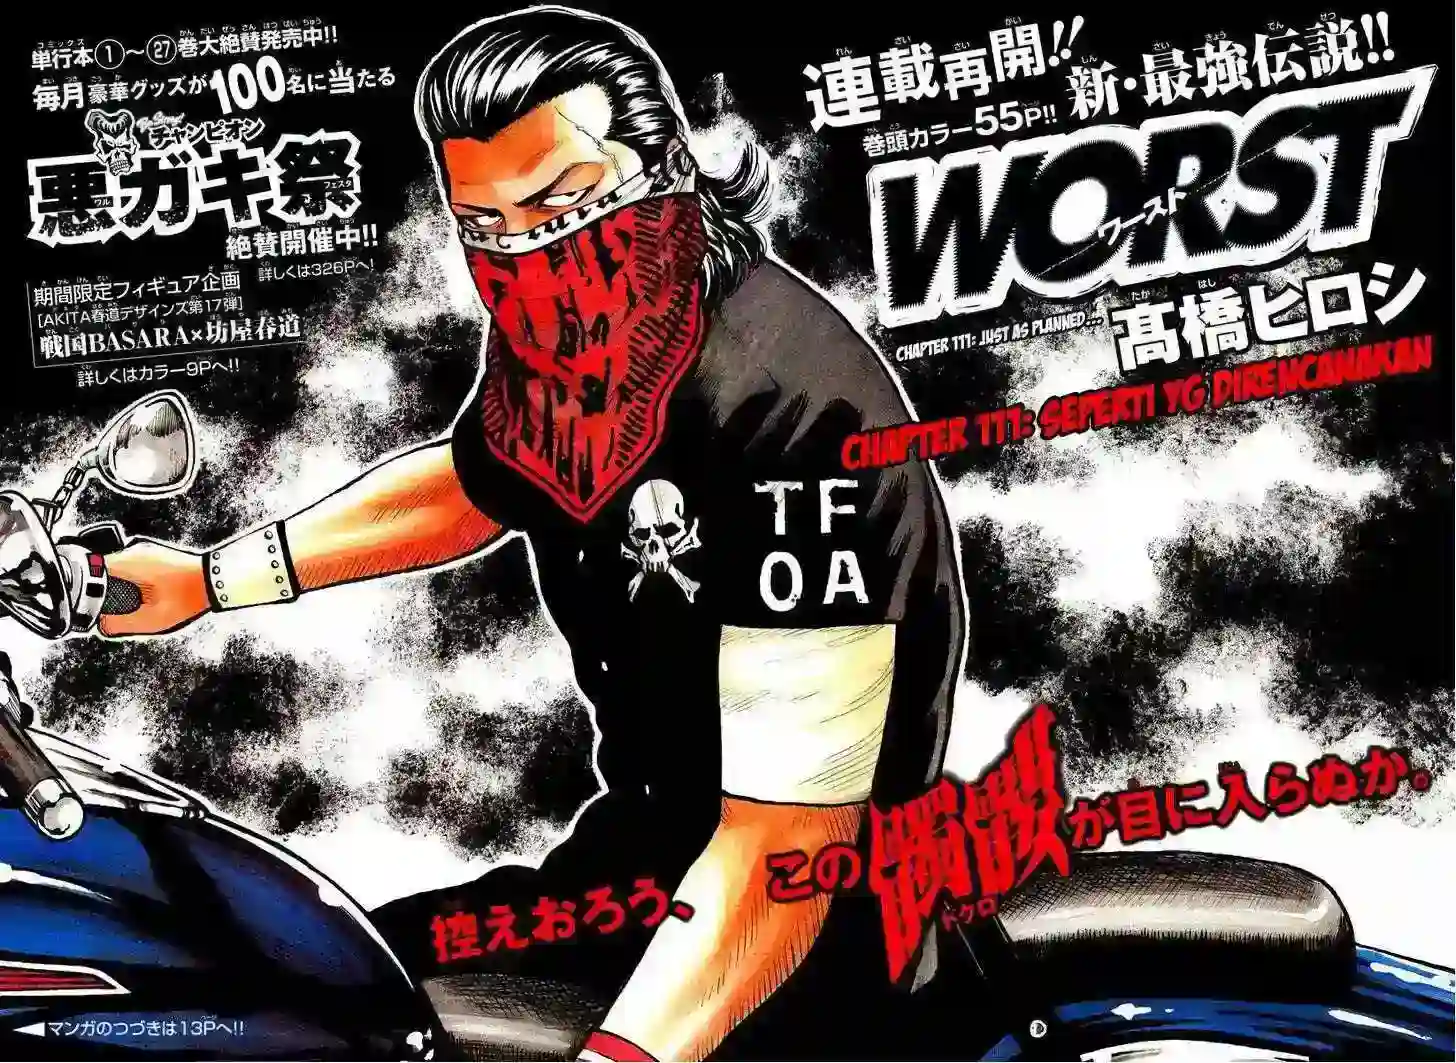 単行本①〜㉗巻大絶賛発売中!!
コミックス
毎月豪華グッズが100名に当たる
チャンピオン
悪ガキ祭
ワル
フェスタ
絶賛開催中!!
詳しくは326Pへ!
期間限定フィギュア企画
[AKITA春道デザインズ第17弾]
戦国BASARA×坊屋春道
詳しくはカラー9Pへ!!
連載再開!!
巻頭カラー55P!!
新・最強伝説!!
WORST
ワースト
CHAPTER 111: JUST AS PLANNED...
髙橋ヒロシ
CHAPTER 111: SEPERTI YG DIRENCANAKAN
T F
O A
控えおろう、
この髑髏が目に入らぬか。
ドクロ
マンガのつづきは13Pへ!!